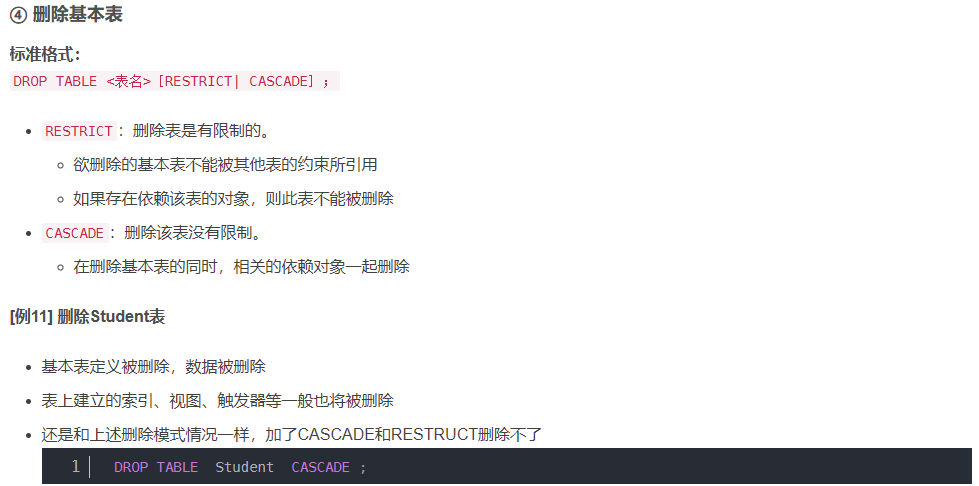 ④ 删除基本表
标准格式：
DROP TABLE <表名> [RESTRICT| CASCADE] ；
RESTRICT：删除表是有限制的。
欲删除的基本表不能被其他表的约束所引用
如果存在依赖该表的对象，则此表不能被删除
CASCADE：删除该表没有限制。
在删除基本表的同时，相关的依赖对象一起删除
[例11] 删除Student表
基本表定义被删除，数据被删除
表上建立的索引、视图、触发器等一般也将被删除
还是和上述删除模式情况一样，加了CASCADE和RESTRUCT删除不了
1 DROP TABLE Student CASCADE ;